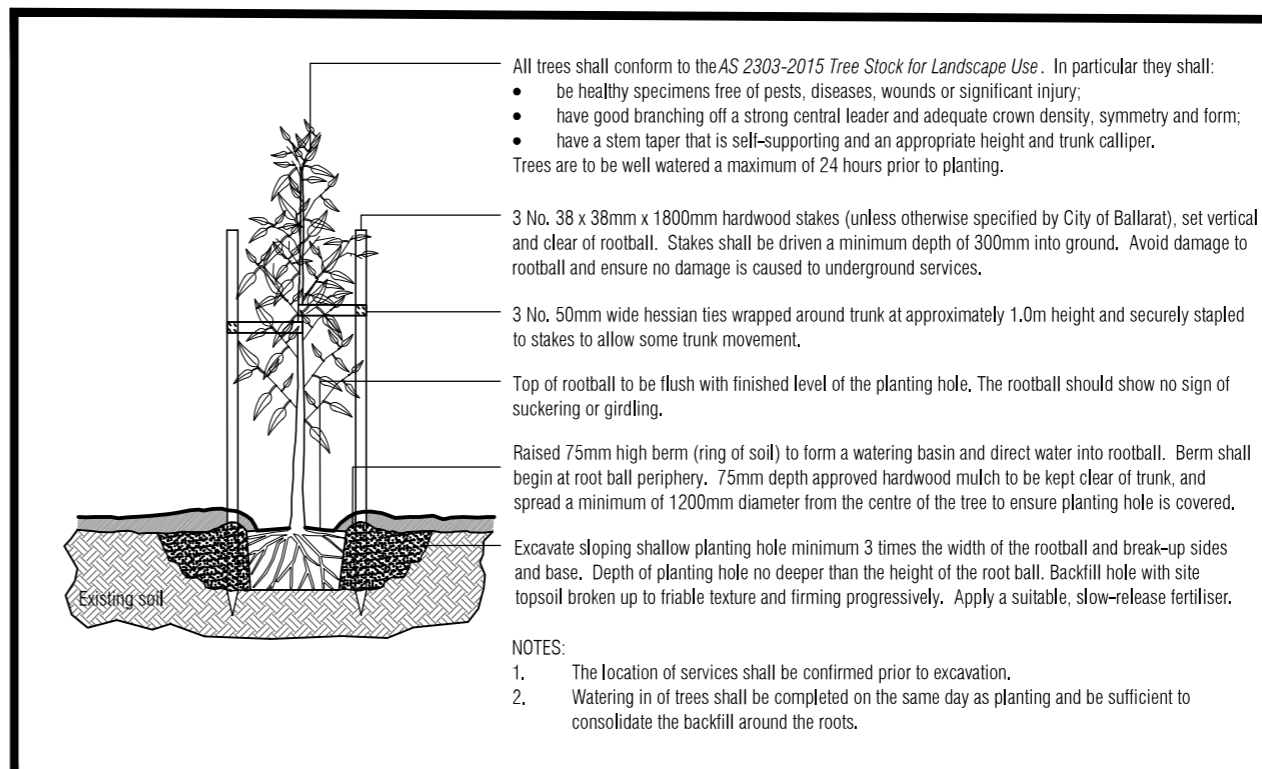 All trees shall conform to the AS 2303-2015 Tree Stock for Landscape Use. In particular they shall:
• be healthy specimens free of pests, diseases, wounds or significant injury;
• have good branching off a strong central leader and adequate crown density, symmetry and form;
• have a stem taper that is self-supporting and an appropriate height and trunk calliper.
Trees are to be well watered a maximum of 24 hours prior to planting.
3 No. 38 x 38mm x 1800mm hardwood stakes (unless otherwise specified by City of Ballarat), set vertical
and clear of rootball. Stakes shall be driven a minimum depth of 300mm into ground. Avoid damage to
rootball and ensure no damage is caused to underground services.
3 No. 50mm wide hessian ties wrapped around trunk at approximately 1.0m height and securely stapled
to stakes to allow some trunk movement.
Top of rootball to be flush with finished level of the planting hole. The rootball should show no sign of
suckering or girdling.
Raised 75mm high berm (ring of soil) to form a watering basin and direct water into rootball. Berm shall
begin at root ball periphery. 75mm depth approved hardwood mulch to be kept clear of trunk, and
spread a minimum of 1200mm diameter from the centre of the tree to ensure planting hole is covered.
Excavate sloping shallow planting hole minimum 3 times the width of the rootball and break-up sides
and base. Depth of planting hole no deeper than the height of the root ball. Backfill hole with site
topsoil broken up to friable texture and firming progressively. Apply a suitable, slow-release fertiliser.
Existing soil
NOTES:
1. The location of services shall be confirmed prior to excavation.
2. Watering in of trees shall be completed on the same day as planting and be sufficient to
consolidate the backfill around the roots.